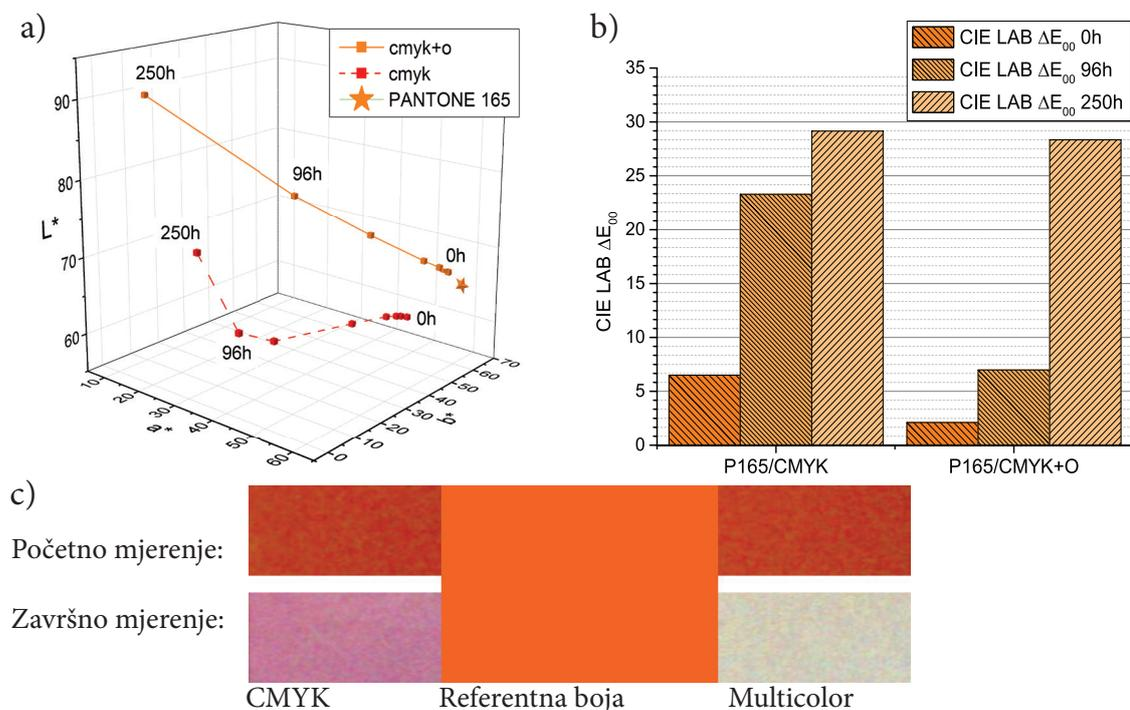 a)
cmyk+o
cmyk
PANTONE 165
250h
96h
0h
250h
96h
0h
L*
90
80
70
60
10
20
30
40
50
60
a*
0
10
20
30
40
50
60
70
b*
b)
CIE LAB ΔE00 0h
CIE LAB ΔE00 96h
CIE LAB ΔE00 250h
CIE LAB ΔE00
35
30
25
20
15
10
5
0
P165/CMYK
P165/CMYK+O
c)
Početno mjerenje:
Završno mjerenje:
CMYK
Referentna boja
Multicolor